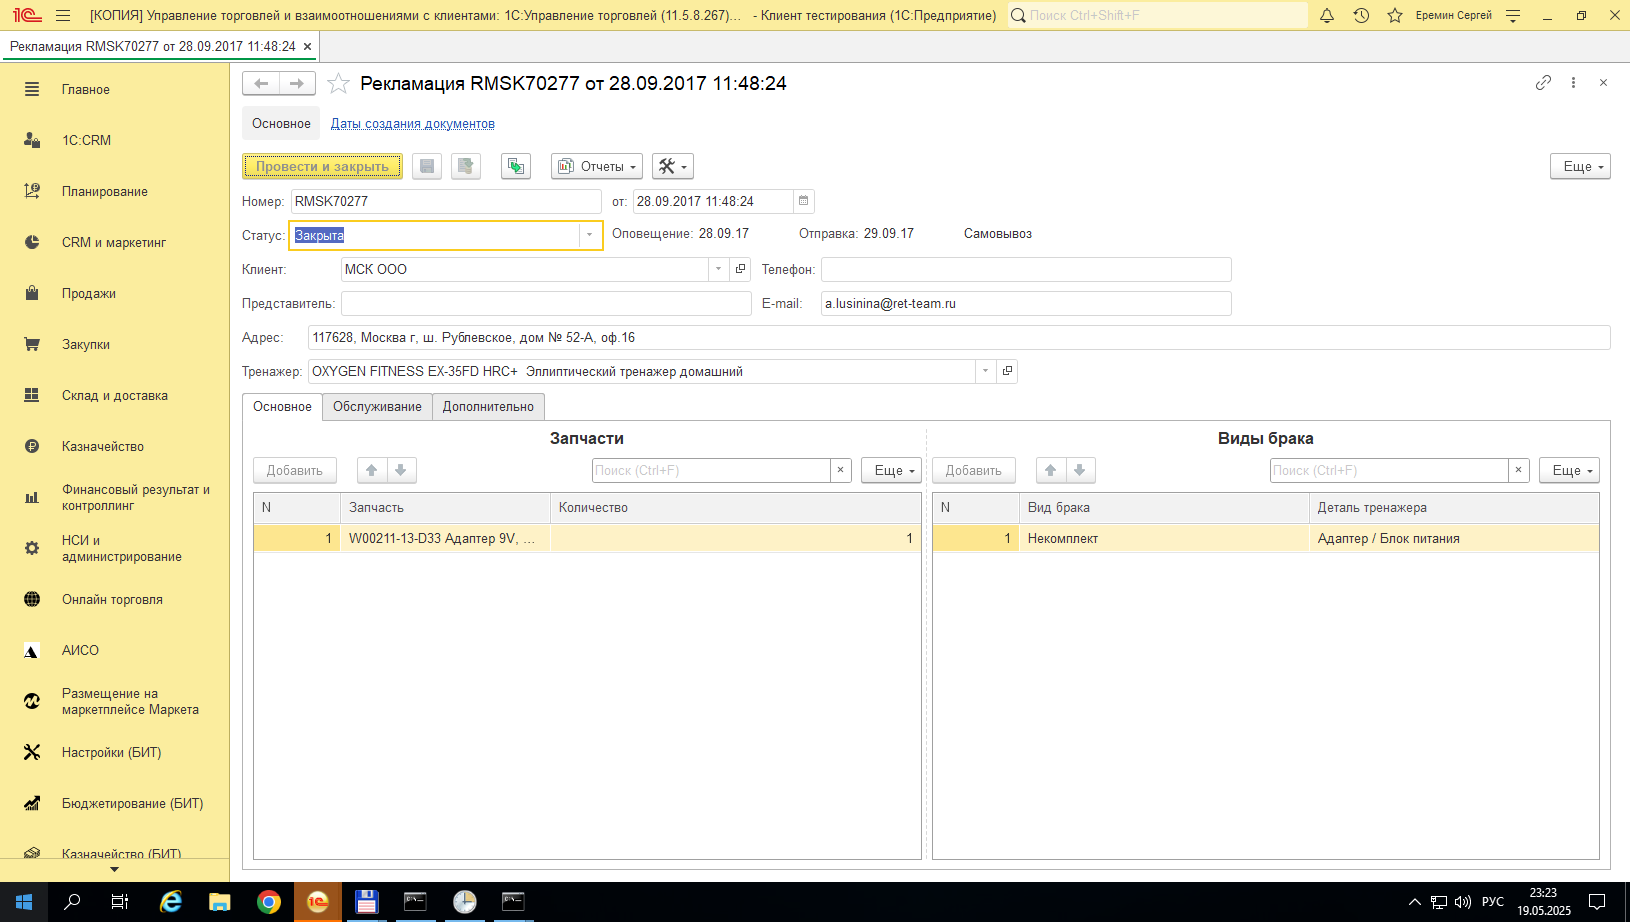 [КОПИЯ] Управление торговлей и взаимоотношениями с клиентами: 1С:Управление торговлей (11.5.8.267)... - Клиент тестирования (1С:Предприятие)
Поиск Ctrl+Shift+F
Еремин Сергей
Рекламация RMSK70277 от 28.09.2017 11:48:24 ×
Главное
1C:CRM
Планирование
CRM и маркетинг
Продажи
Закупки
Склад и доставка
Казначейство
Финансовый результат и
контроллинг
НСИ и
администрирование
Онлайн торговля
АИСО
Размещение на
маркетплейсе Маркета
Настройки (БИТ)
Бюджетирование (БИТ)
Казначейство (БИТ)
Рекламация RMSK70277 от 28.09.2017 11:48:24
Основное Даты создания документов
Провести и закрыть Отчеты Еще
Номер: RMSK70277 от: 28.09.2017 11:48:24
Статус: Закрыта Оповещение: 28.09.17 Отправка: 29.09.17 Самовывоз
Клиент: МСК ООО Телефон:
Представитель: E-mail: a.lusinina@ret-team.ru
Адрес: 117628, Москва г, ш. Рублевское, дом № 52-А, оф.16
Тренажер: OXYGEN FITNESS EX-35FD HRC+ Эллиптический тренажер домашний
Основное Обслуживание Дополнительно
Запчасти
Добавить Поиск (Ctrl+F) × Еще
N Запчасть Количество
1 W00211-13-D33 Адаптер 9V, ... 1
Виды брака
Добавить Поиск (Ctrl+F) × Еще
N Вид брака Деталь тренажера
1 Некомплект Адаптер / Блок питания
РУС
23:23
19.05.2025